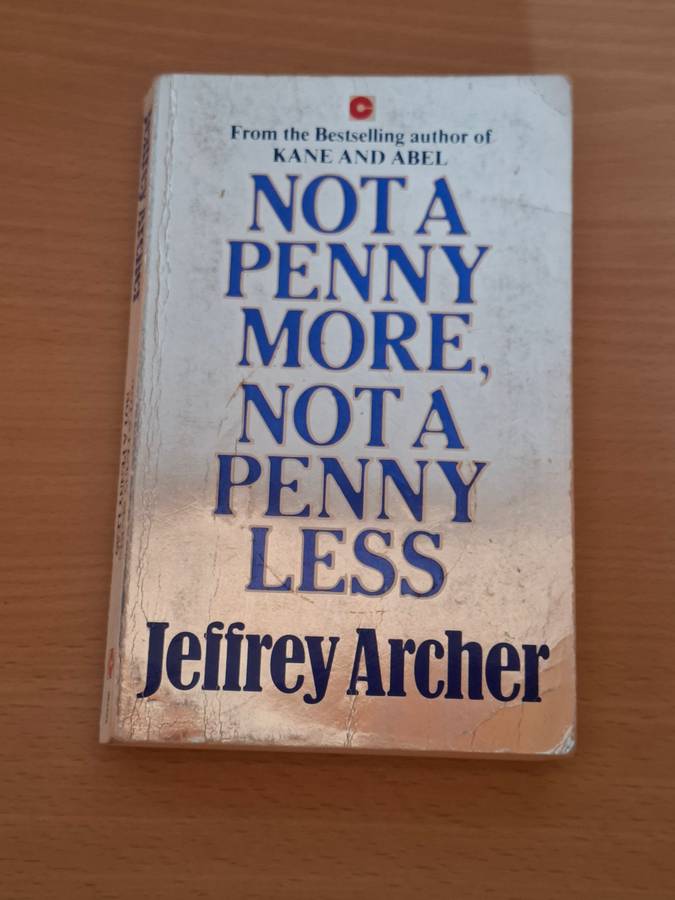 From the Bestselling author of
KANE AND ABEL
NOT A
PENNY
MORE,
NOT A
PENNY
LESS
Jeffrey Archer